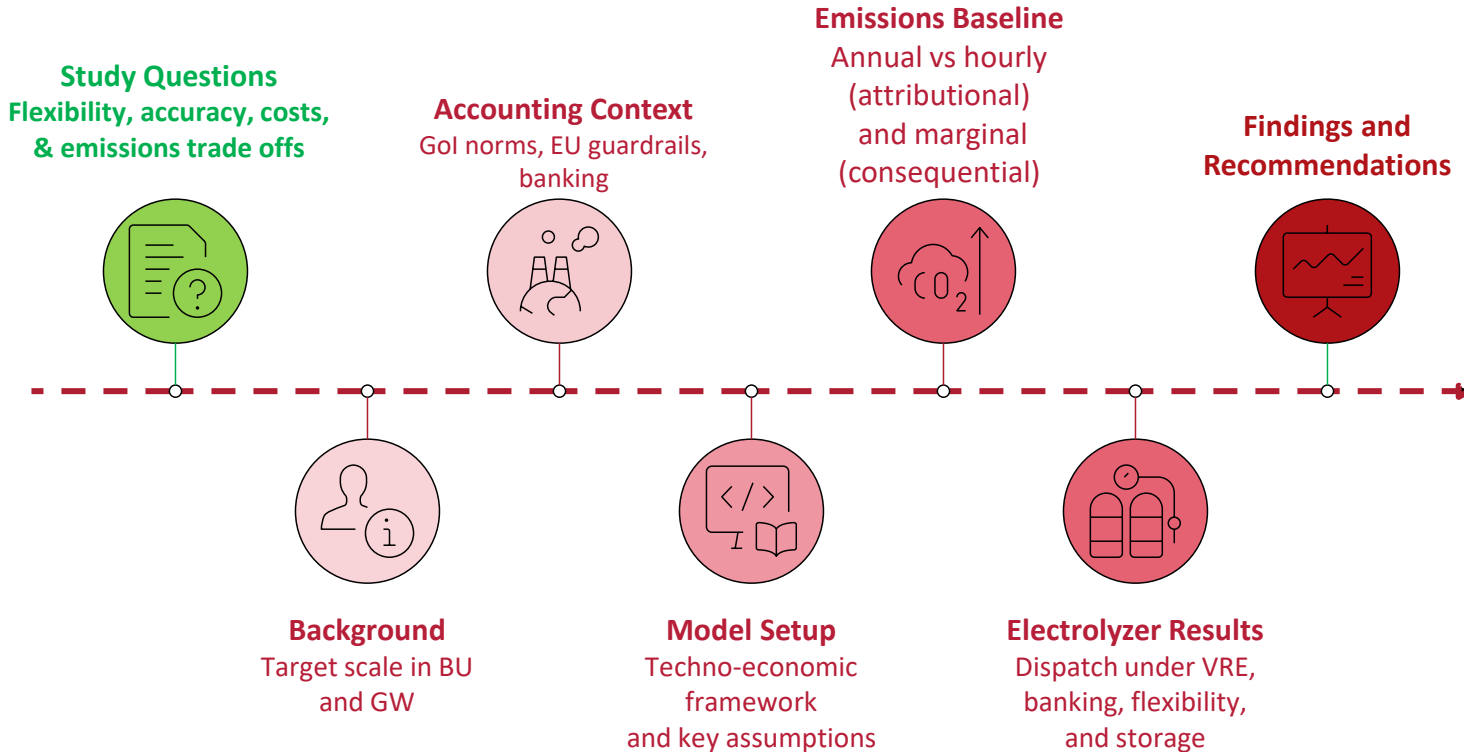 Study Questions
Flexibility, accuracy, costs,
& emissions trade offs
?
Background
Target scale in BU
and GW
i
Accounting Context
GoI norms, EU guardrails,
banking
Model Setup
Techno-economic
framework
and key assumptions
</>
Emissions Baseline
Annual vs hourly
(attributional)
and marginal
(consequential)
CO2
Electrolyzer Results
Dispatch under VRE,
banking, flexibility,
and storage
Findings and
Recommendations